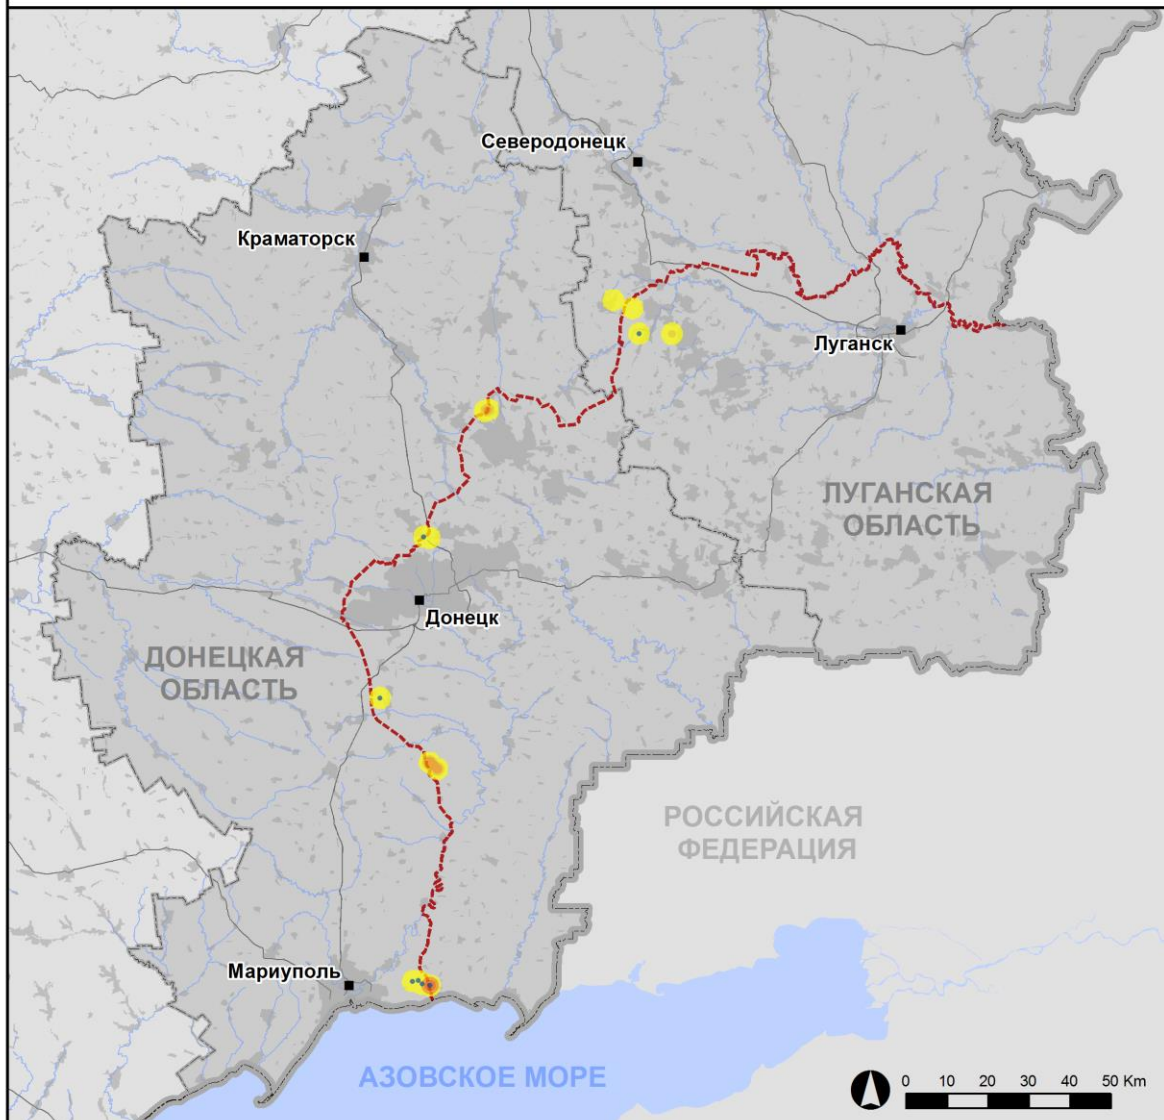 Северодонецк
Краматорск
Луганск
ЛУГАНСКАЯ
ОБЛАСТЬ
Донецк
ДОНЕЦКАЯ
ОБЛАСТЬ
РОССИЙСКАЯ
ФЕДЕРАЦИЯ
Мариуполь
АЗОВСКОЕ МОРЕ
0 10 20 30 40 50 Km